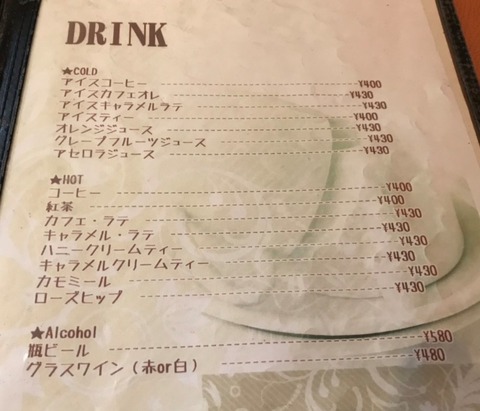 DRINK
★COLD
アイスコーヒー ¥400
アイスカフェオレ ¥430
アイスキャラメルラテ ¥430
アイスティー ¥400
オレンジジュース ¥430
グレープフルーツジュース ¥430
アセロラジュース ¥430
★HOT
コーヒー ¥400
紅茶 ¥400
カフェ・ラテ ¥430
キャラメル・ラテ ¥430
ハニークリームティー ¥430
キャラメルクリームティー ¥430
カモミール ¥430
ローズヒップ ¥430
★Alcohol
瓶ビール ¥580
グラスワイン(赤or白) ¥480